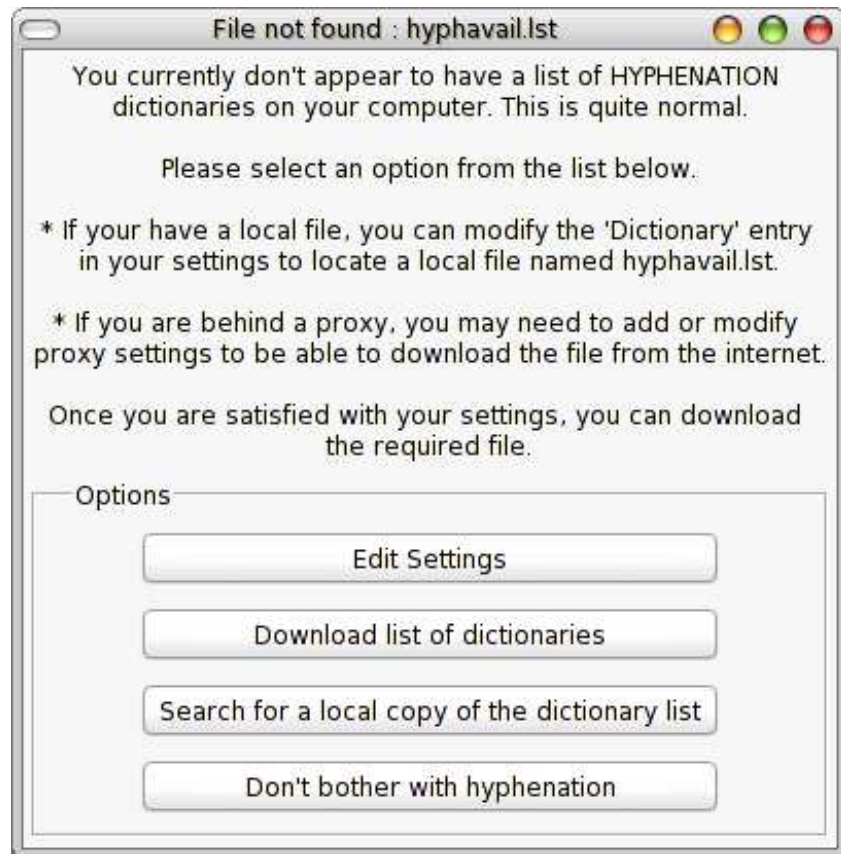 File not found : hyphavail.lst
You currently don't appear to have a list of HYPHENATION
dictionaries on your computer. This is quite normal.
Please select an option from the list below.
* If your have a local file, you can modify the 'Dictionary' entry
in your settings to locate a local file named hyphavail.lst.
* If you are behind a proxy, you may need to add or modify
proxy settings to be able to download the file from the internet.
Once you are satisfied with your settings, you can download
the required file.
Options
Edit Settings
Download list of dictionaries
Search for a local copy of the dictionary list
Don't bother with hyphenation